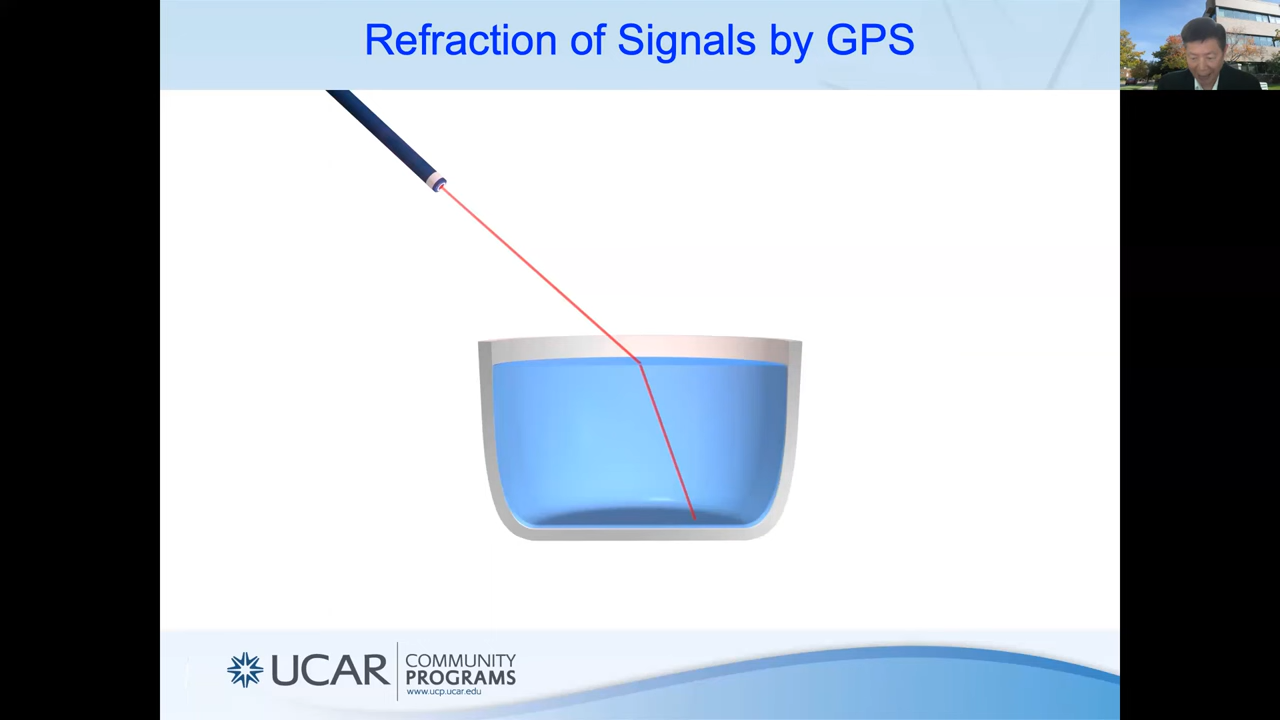 Refraction of Signals by GPS
UCAR
COMMUNITY
PROGRAMS
www.ucp.ucar.edu